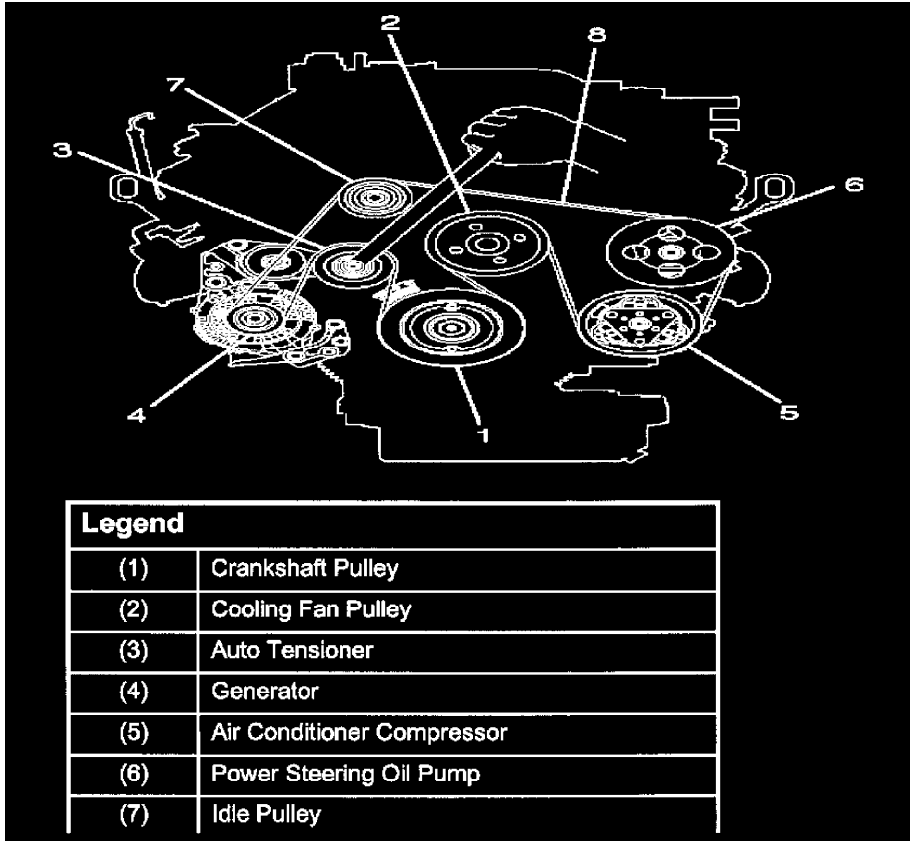 2
8
7
3
6
4
1
5
Legend
(1) Crankshaft Pulley
(2) Cooling Fan Pulley
(3) Auto Tensioner
(4) Generator
(5) Air Conditioner Compressor
(6) Power Steering Oil Pump
(7) Idle Pulley